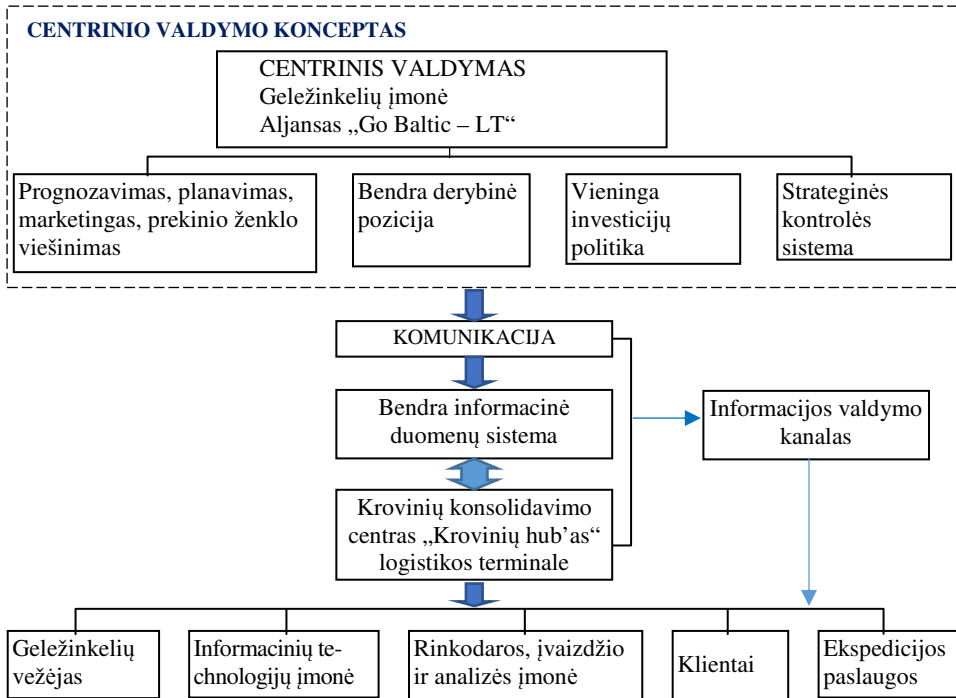 CENTRINIO VALDYMO KONCEPTAS
CENTRINIS VALDYMAS
Geležinkelių įmonė
Aljansas „Go Baltic – LT“
Prognozavimas, planavimas,
marketingas, prekinio ženklo
viešinimas
Bendra derybinė
pozicija
Vieninga
investicijų
politika
Strateginės
kontrolės
sistema
KOMUNIKACIJA
Bendra informacinė
duomenų sistema
Informacijos valdymo
kanalas
Krovinių konsolidavimo
centras „Krovinių hub'as“
logistikos terminale
Geležinkelių
vežėjas
Informacinių te-
chnologijų įmonė
Rinkodaros, įvaizdžio
ir analizės įmonė
Klientai
Ekspedicijos
paslaugos